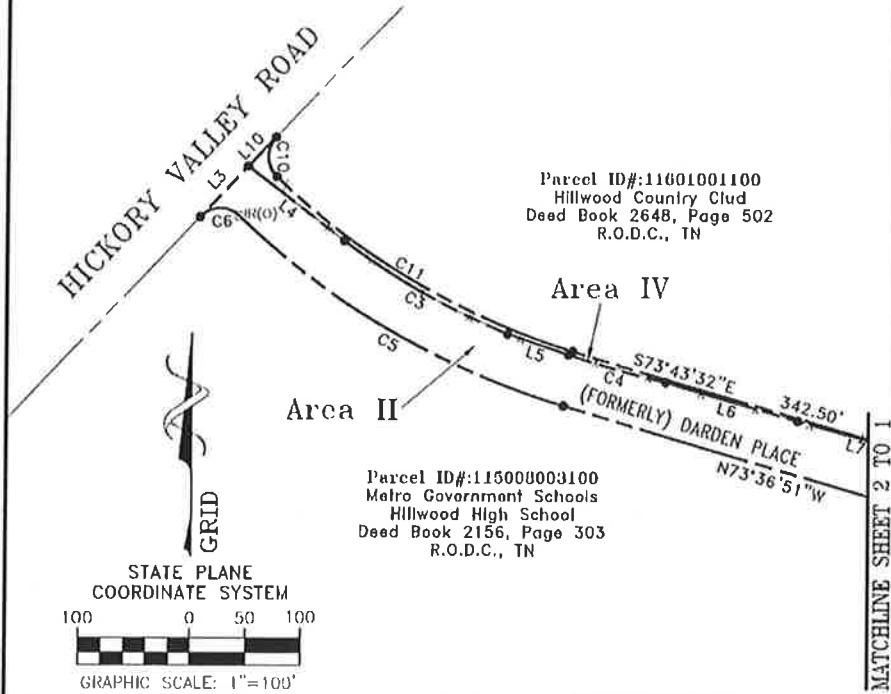 HICKORY VALLEY ROAD
L10
C10
L3
L4
C6
IR(O)
Parcel ID#:11601001100
Hillwood Country Clud
Deed Book 2648, Page 502
R.O.D.C., TN
C11
C3
Area IV
L5
C4
S73°43'32"E
342.50'
L6
L7
C5
(FORMERLY) DARDEN PLACE
N73°36'51"W
Area II
Parcel ID#:115008003100
Metro Government Schools
Hillwood High School
Deed Book 2156, Page 303
R.O.D.C., TN
GRID
STATE PLANE
COORDINATE SYSTEM
100 0 50 100
GRAPHIC SCALE: 1"=100'
MATCHLINE SHEET 2 TO 1